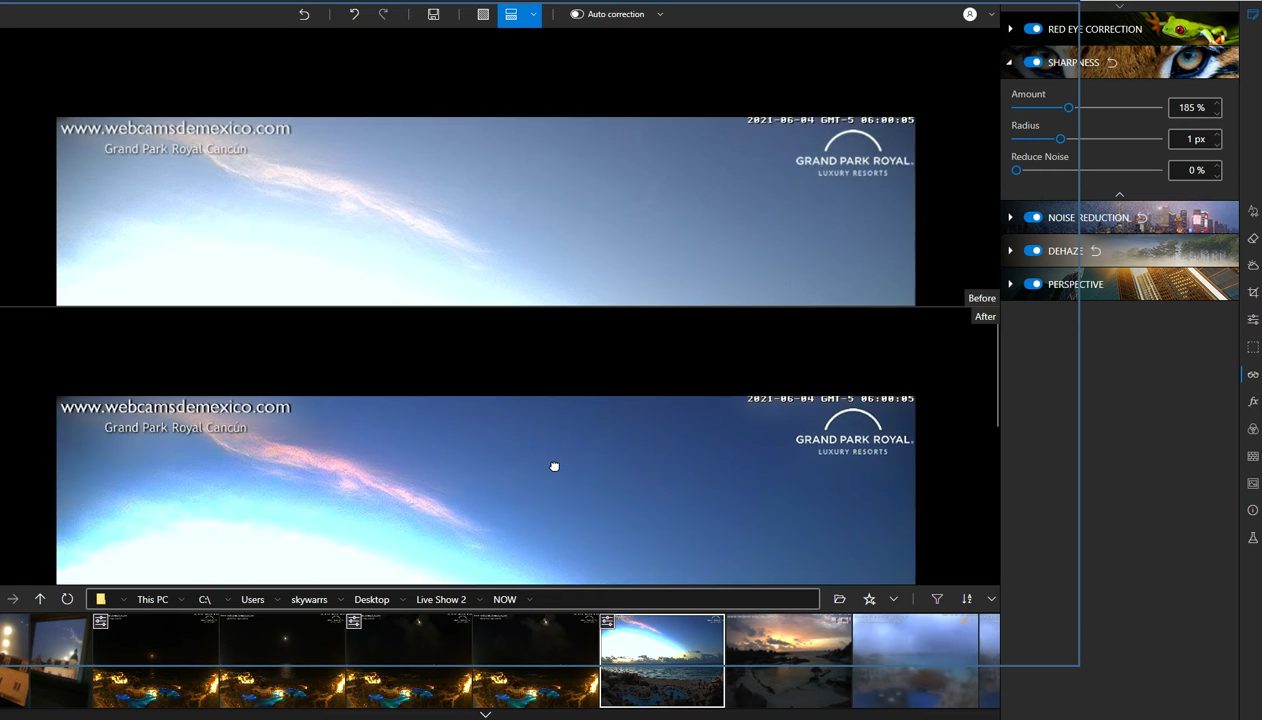 Auto correction
RED EYE CORRECTION
SHARPNESS
Amount
185 %
Radius
1 px
Reduce Noise
0 %
NOISE REDUCTION
DEHAZE
PERSPECTIVE
www.webcamsdemexico.com
Grand Park Royal Cancún
2021-06-04 GMT-5 06:00:05
GRAND PARK ROYAL.
LUXURY RESORTS
Before
After
www.webcamsdemexico.com
Grand Park Royal Cancún
2021-06-04 GMT-5 06:00:05
GRAND PARK ROYAL.
LUXURY RESORTS
This PC C:\ Users skywarrs Desktop Live Show 2 NOW